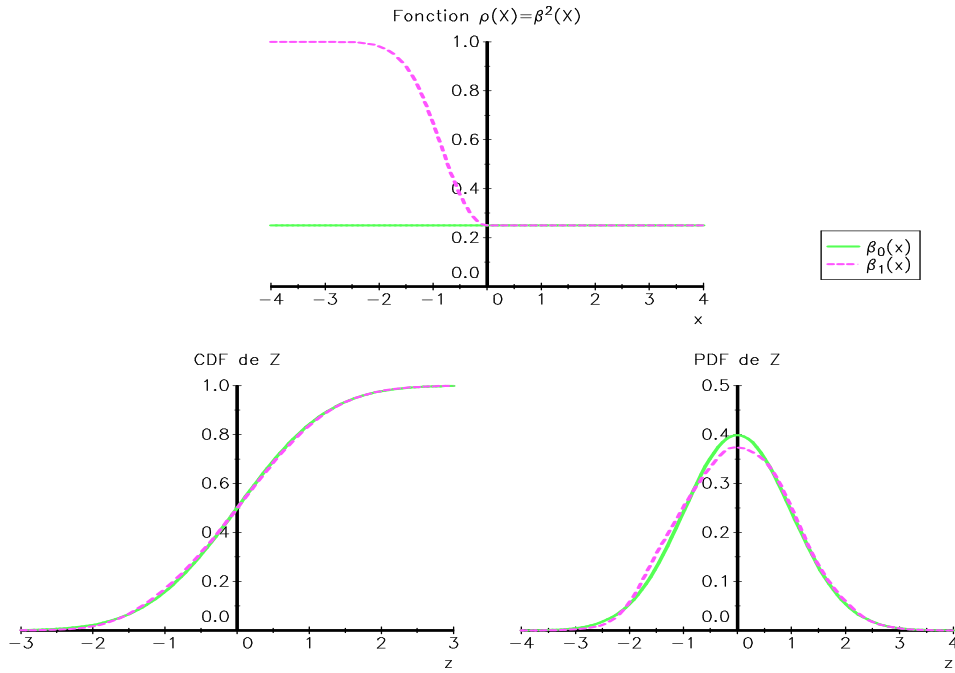 Fonction ρ(X)=β²(X)
1.0
0.8
0.6
0.4
0.2
0.0
−4 −3 −2 −1 0 1 2 3 4
x
β₀(x)
β₁(x)
CDF de Z
1.0
0.8
0.6
0.4
0.2
0.0
−3 −2 −1 0 1 2 3
z
PDF de Z
0.5
0.4
0.3
0.2
0.1
0.0
−4 −3 −2 −1 0 1 2 3 4
z